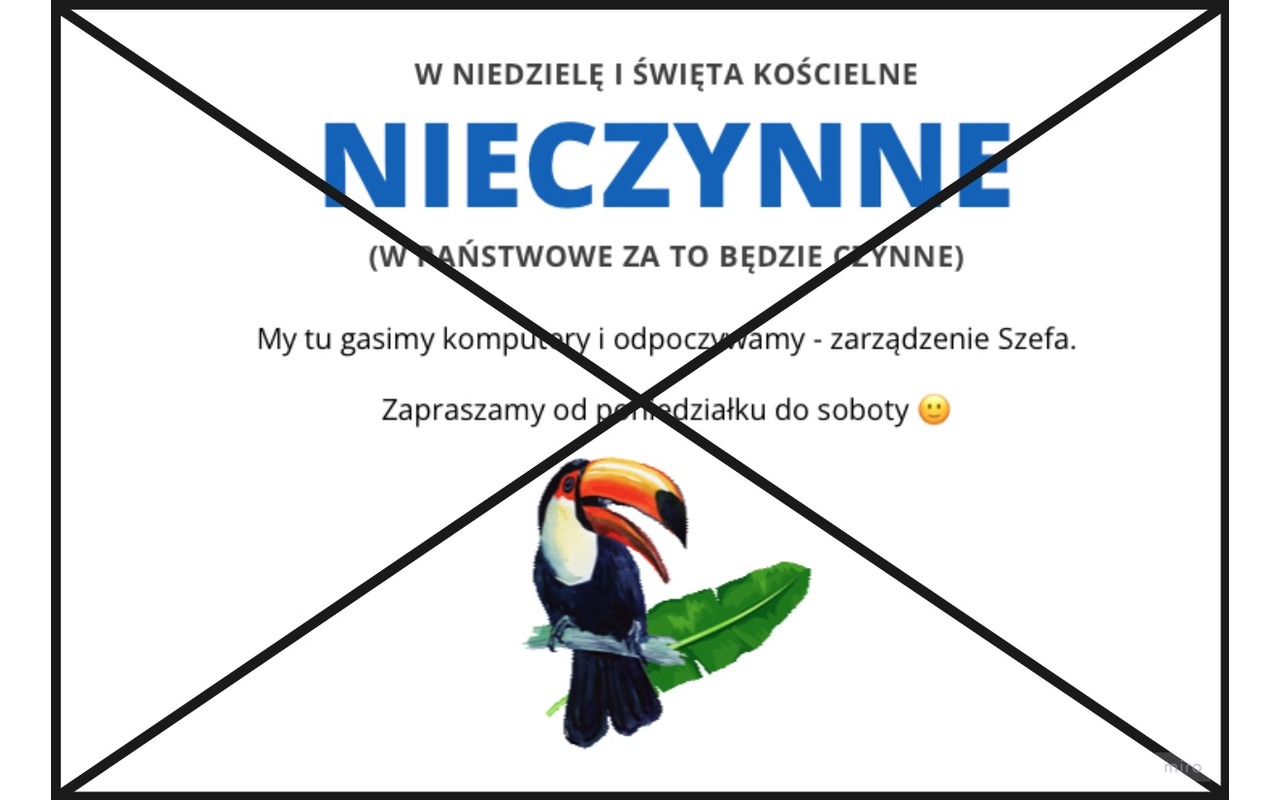 W NIEDZIELĘ I ŚWIĘTA KOŚCIELNE
NIECZYNNE
(W PAŃSTWOWE ZA TO BĘDZIE CZYNNE)
My tu gasimy komputery i odpoczywamy - zarządzenie Szefa.
Zapraszamy od poniedziałku do soboty 🙂
miro